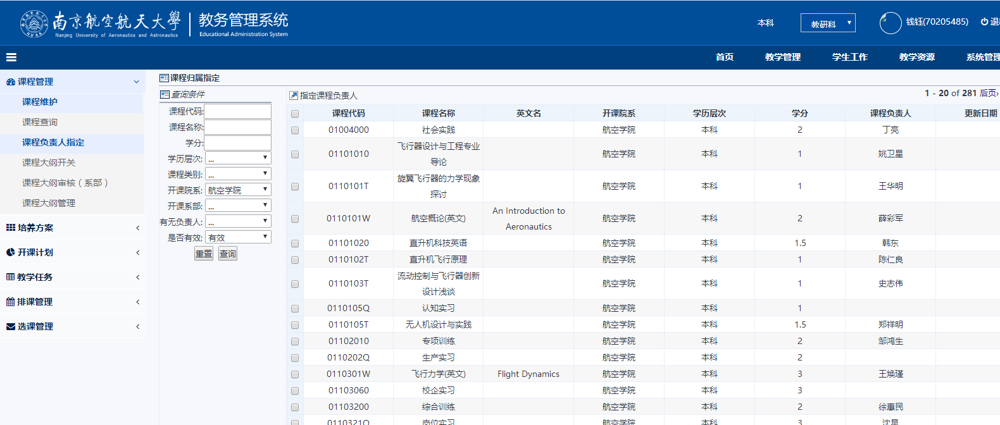 南京航空航天大學
Nanjing University of Aeronautics and Astronautics
教务管理系统
Educational Administration System
本科
教研科
钱钰(70205485)
首页 教学管理 学生工作 教学资源 系统管理
课程管理
课程维护
课程查询
课程负责人指定
课程大纲开关
课程大纲审核（系部）
课程大纲管理
培养方案
开课计划
教学任务
排课管理
选课管理
课程归属指定
查询条件
课程代码:
课程名称:
学分:
学历层次: ...
课程类别: ...
开课院系: 航空学院
开课系部: ...
有无负责人: ...
是否有效: 有效
重置 查询
指定课程负责人
1 - 20 of 281 后页›
课程代码 课程名称 英文名 开课院系 学历层次 学分 课程负责人 更新日期
01004000 社会实践 航空学院 本科 2 丁亮
01101010 飞行器设计与工程专业导论 航空学院 本科 1 姚卫星
0110101T 旋翼飞行器的力学现象探讨 航空学院 本科 1 王华明
0110101W 航空概论(英文) An Introduction to Aeronautics 航空学院 本科 2 薛彩军
01101020 直升机科技英语 航空学院 本科 1.5 韩东
0110102T 直升机飞行原理 航空学院 本科 1 陈仁良
0110103T 流动控制与飞行器创新设计浅谈 航空学院 本科 1 史志伟
0110105Q 认知实习 航空学院 本科 1
0110105T 无人机设计与实践 航空学院 本科 1.5 郑祥明
01102010 专项训练 航空学院 本科 2 邹鸿生
0110202Q 生产实习 航空学院 本科 2
0110301W 飞行力学(英文) Flight Dynamics 航空学院 本科 3 王焕瑾
01103060 校企实习 航空学院 本科 3
01103200 综合训练 航空学院 本科 2 徐惠民
0110321Q 岗位实习 航空学院 本科 3 沈星